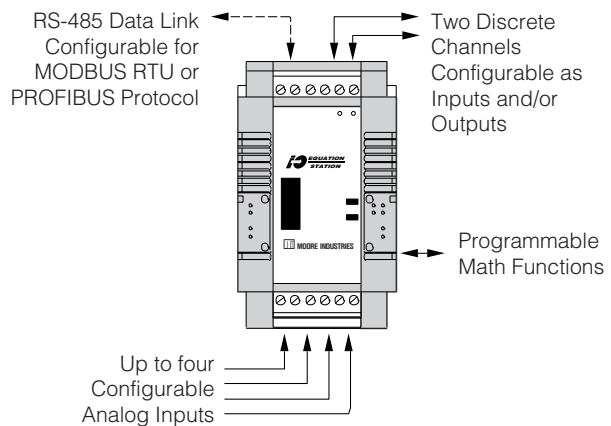 RS-485 Data Link
Configurable for
MODBUS RTU or
PROFIBUS Protocol
Two Discrete
Channels
Configurable as
Inputs and/or
Outputs
EQUATION
STATION
MOORE INDUSTRIES
Programmable
Math Functions
Up to four
Configurable
Analog Inputs